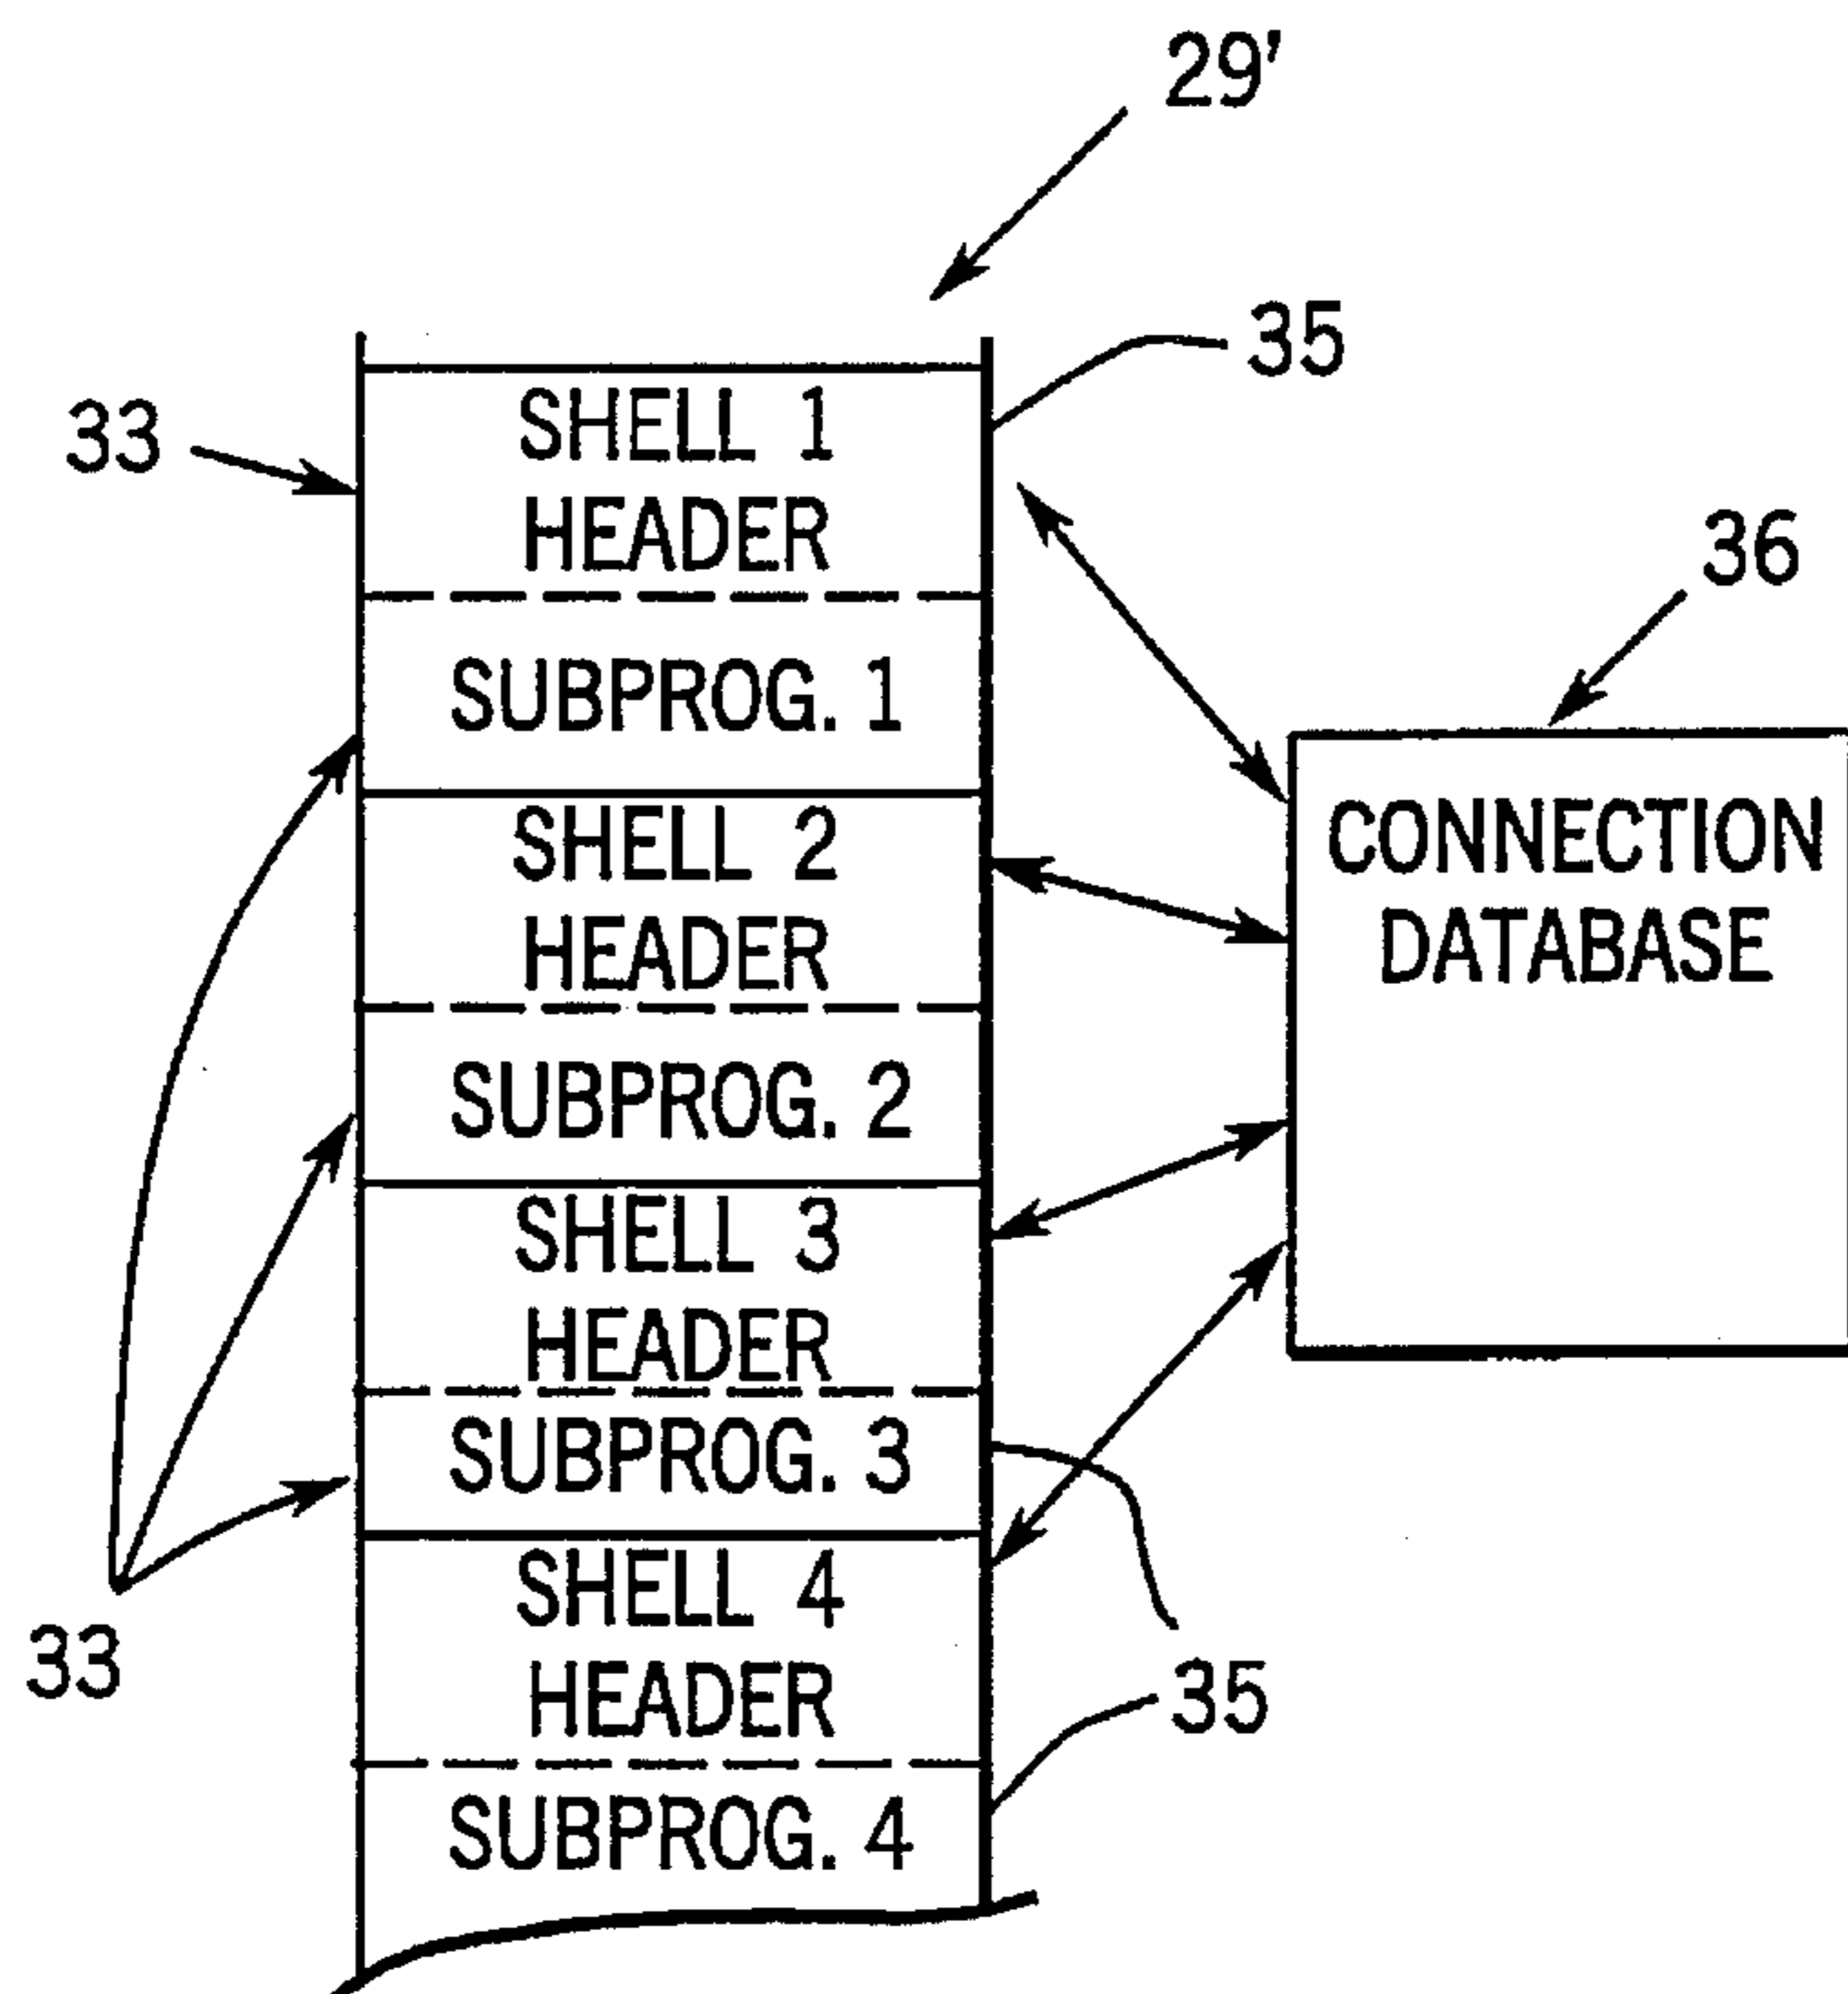 29'
35
33
SHELL 1
HEADER
36
SUBPROG. 1
SHELL 2
HEADER
CONNECTION
DATABASE
SUBPROG. 2
SHELL 3
HEADER
SUBPROG. 3
SHELL 4
HEADER
33
35
SUBPROG. 4